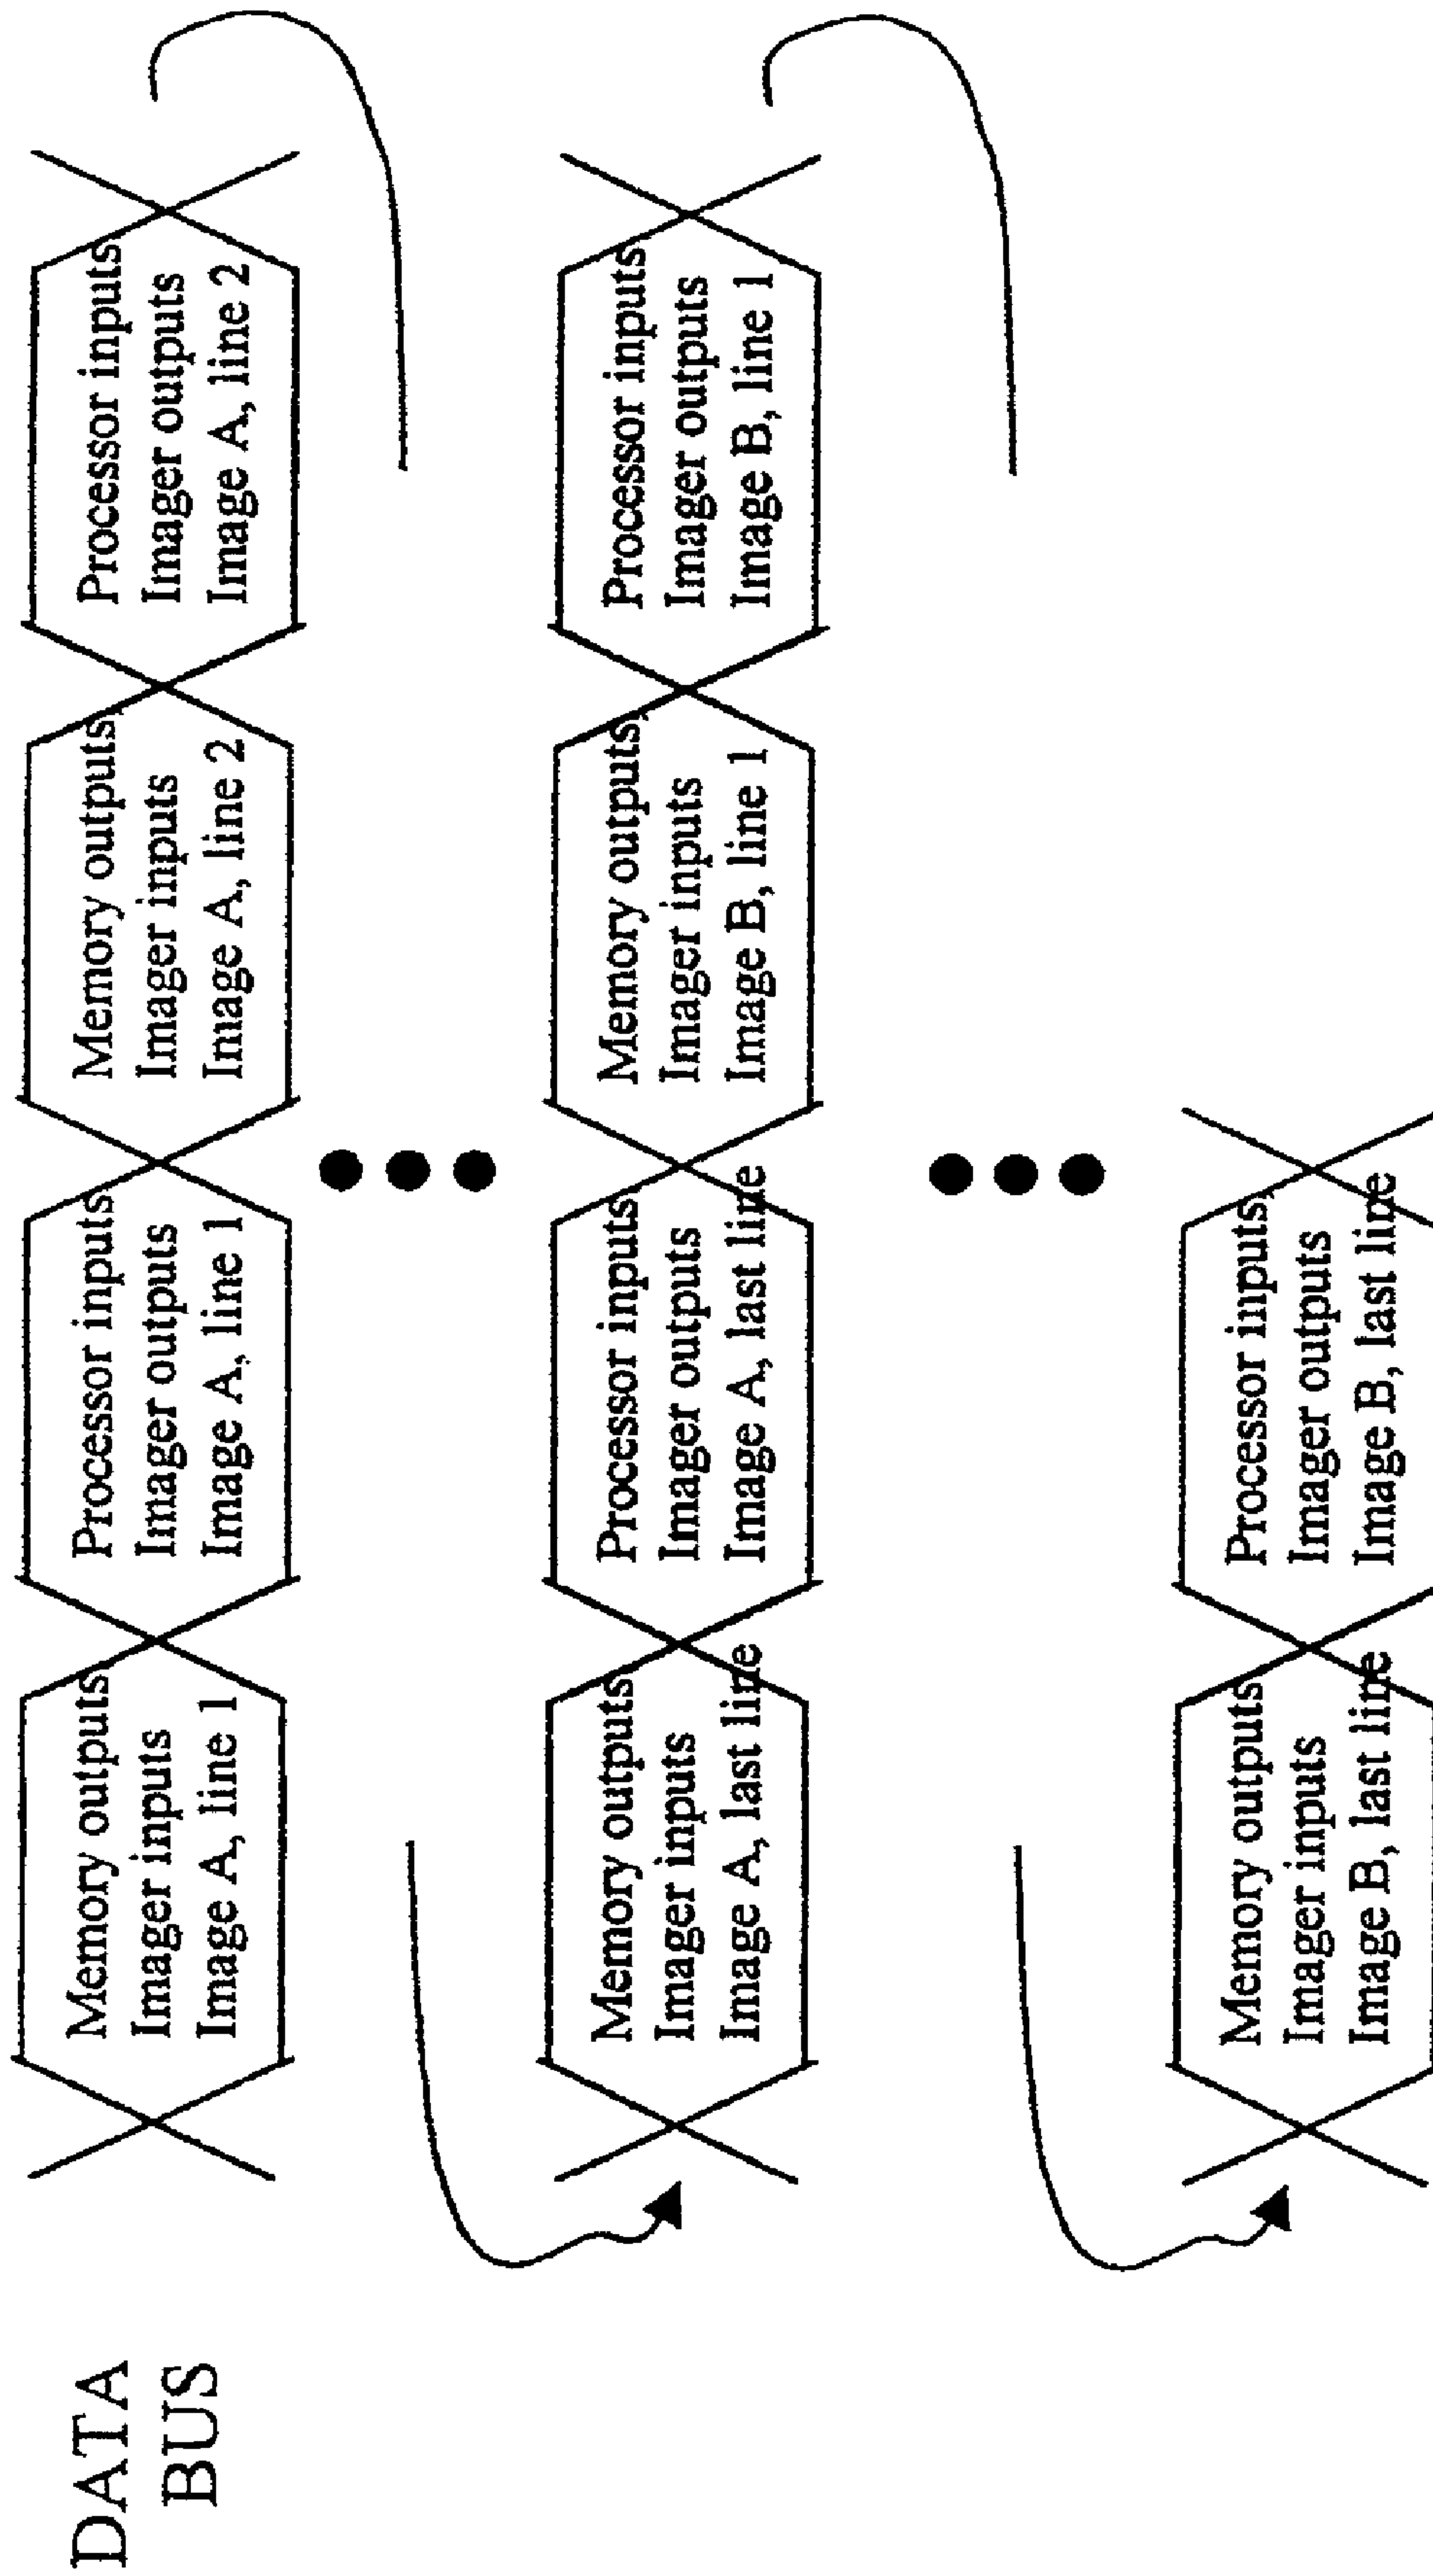 DATA
BUS
Memory outputs,
Imager inputs
Image A, line 1
Processor inputs,
Imager outputs
Image A, line 1
Memory outputs,
Imager inputs
Image A, line 2
Processor inputs,
Imager outputs
Image A, line 2
Memory outputs,
Imager inputs
Image A, last line
Processor inputs,
Imager outputs
Image A, last line
Memory outputs,
Imager inputs
Image B, line 1
Processor inputs,
Imager outputs
Image B, line 1
Memory outputs,
Imager inputs
Image B, last line
Processor inputs,
Imager outputs
Image B, last line